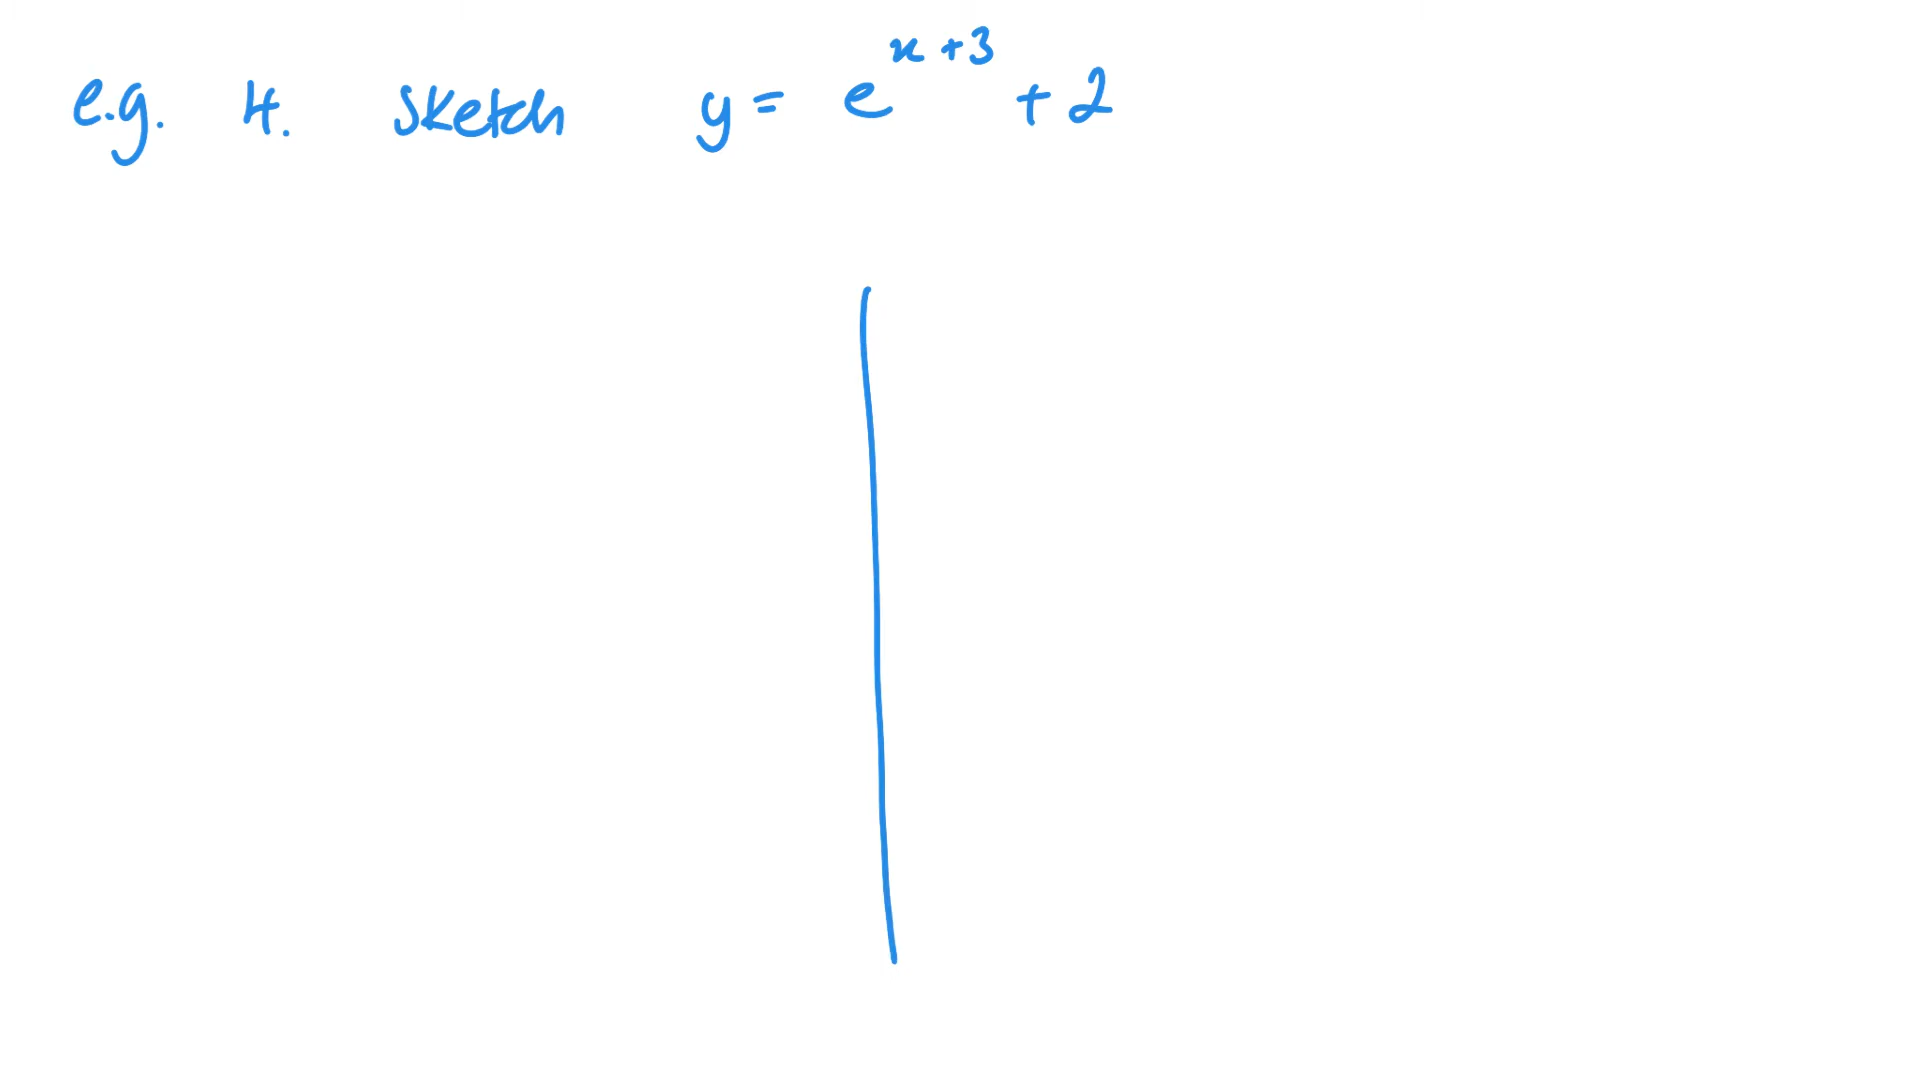 e.g. 4. sketch y = e^{x+3} + 2